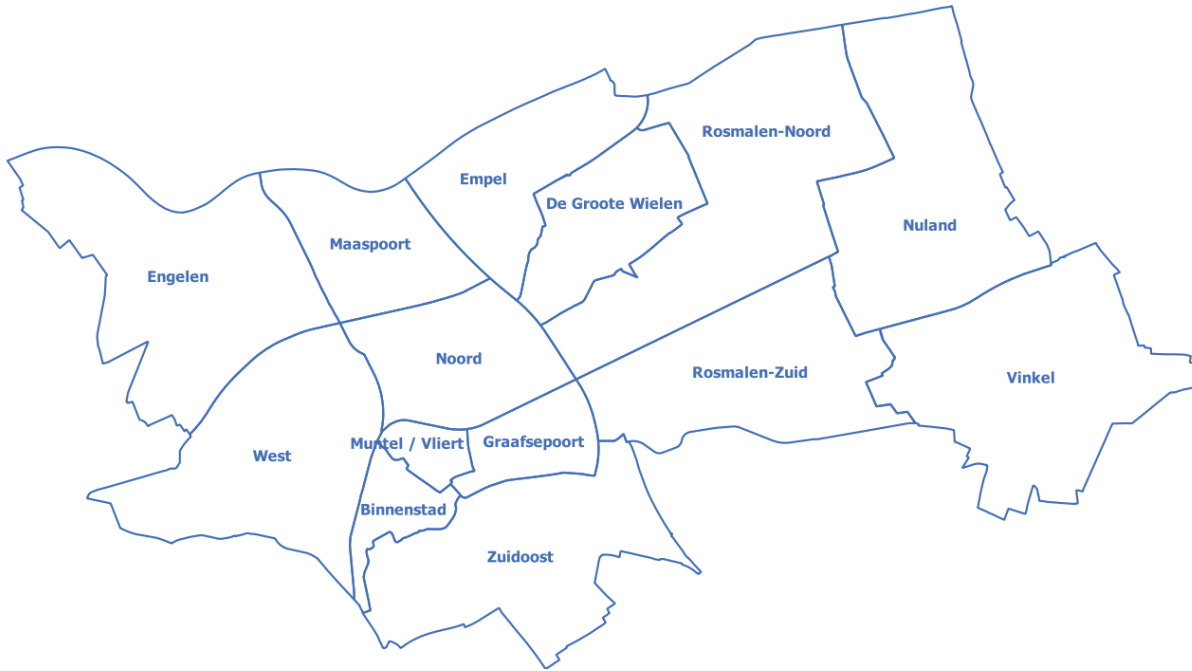 Rosmalen-Noord
Empel
De Groote Wielen
Nuland
Maaspoort
Engelen
Noord
Rosmalen-Zuid
Vinkel
Muntel / Vliert
Graafsepoort
West
Binnenstad
Zuidoost